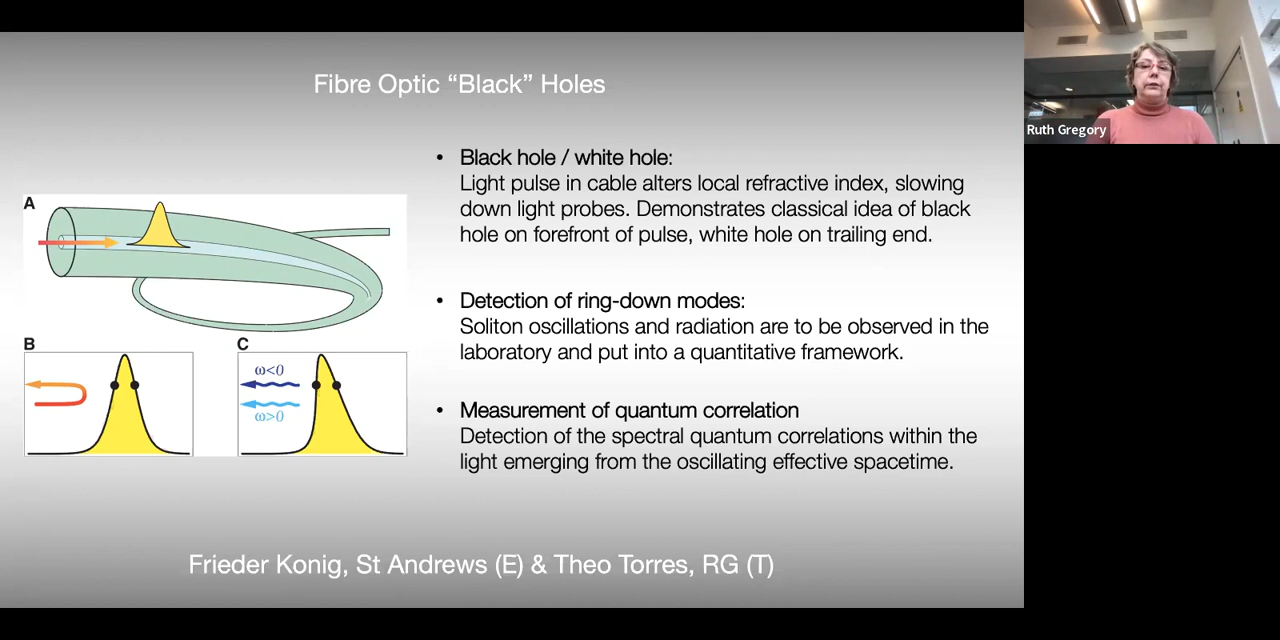 Fibre Optic “Black” Holes
Ruth Gregory
• Black hole / white hole:
Light pulse in cable alters local refractive index, slowing
down light probes. Demonstrates classical idea of black
hole on forefront of pulse, white hole on trailing end.
• Detection of ring-down modes:
Soliton oscillations and radiation are to be observed in the
laboratory and put into a quantitative framework.
• Measurement of quantum correlation
Detection of the spectral quantum correlations within the
light emerging from the oscillating effective spacetime.
A
B
C
ω<0
ω>0
Frieder Konig, St Andrews (E) & Theo Torres, RG (T)